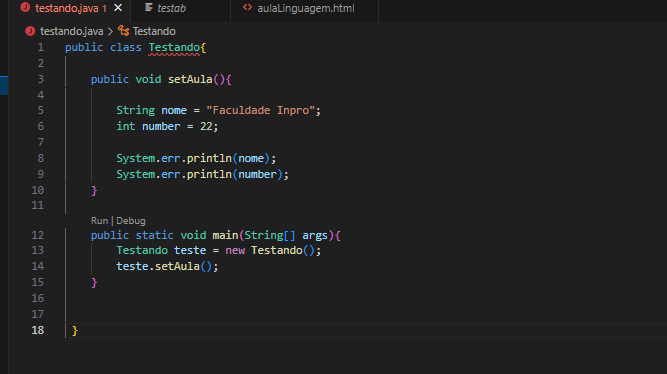 testando.java 1 × testab aulaLinguagem.html
testando.java > Testando
1 public class Testando{
2
3 public void setAula(){
4
5 String nome = "Faculdade Inpro";
6 int number = 22;
7
8 System.err.println(nome);
9 System.err.println(number);
10 }
11
Run | Debug
12 public static void main(String[] args){
13 Testando teste = new Testando();
14 teste.setAula();
15 }
16
17
18 }